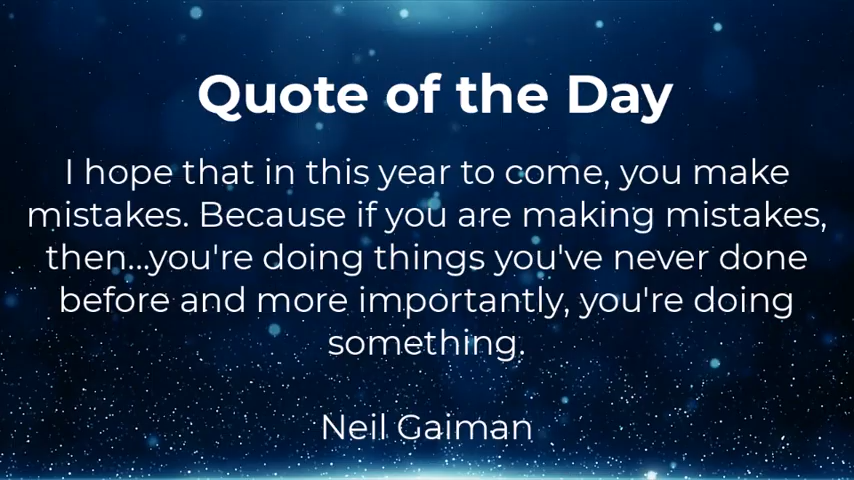 Quote of the Day
I hope that in this year to come, you make
mistakes. Because if you are making mistakes,
then...you're doing things you've never done
before and more importantly, you're doing
something.
Neil Gaiman